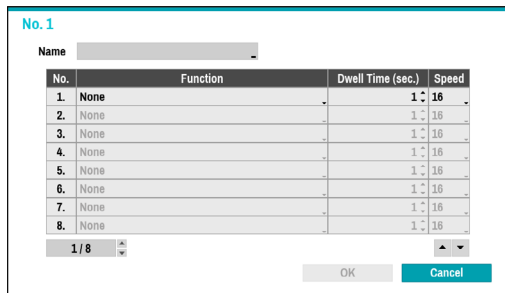 No. 1
Name
No. Function Dwell Time (sec.) Speed
1. None 1 16
2. None 1 16
3. None 1 16
4. None 1 16
5. None 1 16
6. None 1 16
7. None 1 16
8. None 1 16
1 / 8
OK Cancel